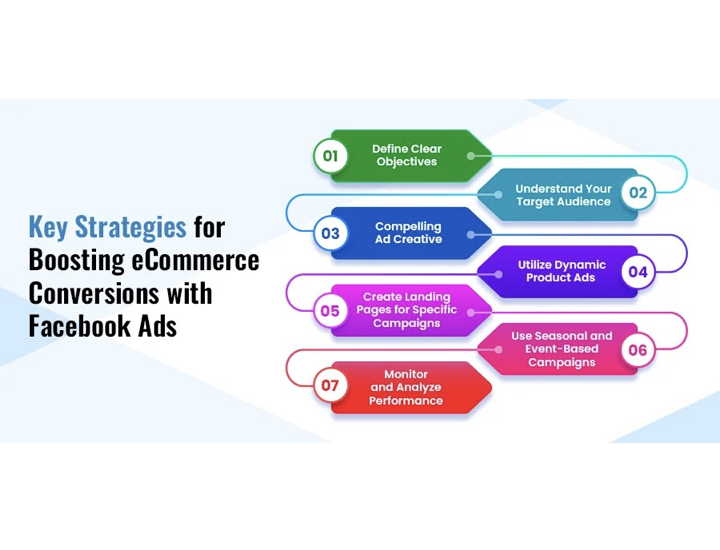 Key Strategies for
Boosting eCommerce
Conversions with
Facebook Ads
01
Define Clear
Objectives
Understand Your
Target Audience
02
03
Compelling
Ad Creative
Utilize Dynamic
Product Ads
04
05
Create Landing
Pages for Specific
Campaigns
Use Seasonal and
Event-Based
Campaigns
06
07
Monitor
and Analyze
Performance